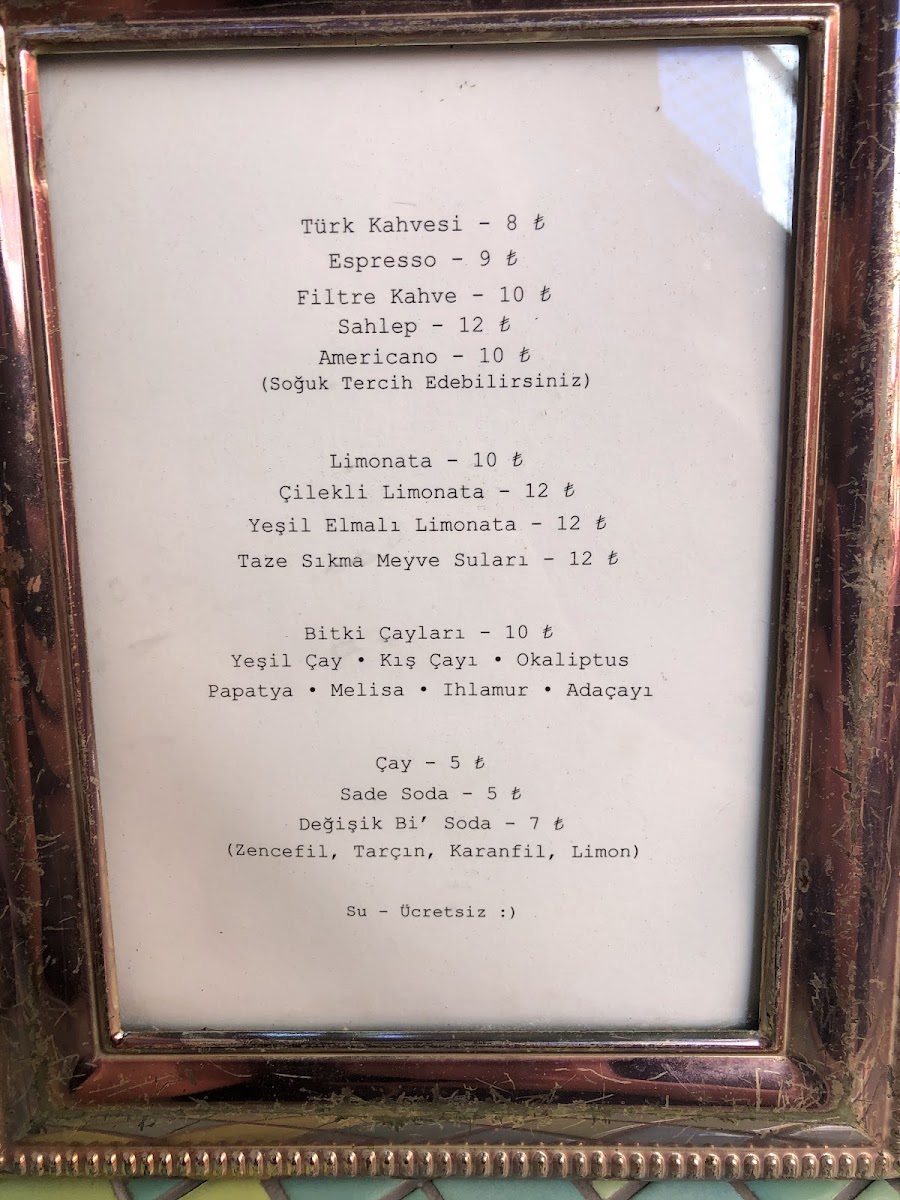 Türk Kahvesi - 8 ₺
Espresso - 9 ₺
Filtre Kahve - 10 ₺
Sahlep - 12 ₺
Americano - 10 ₺
(Soğuk Tercih Edebilirsiniz)
Limonata - 10 ₺
Çilekli Limonata - 12 ₺
Yeşil Elmalı Limonata - 12 ₺
Taze Sıkma Meyve Suları - 12 ₺
Bitki Çayları - 10 ₺
Yeşil Çay • Kış Çayı • Okaliptus
Papatya • Melisa • Ihlamur • Adaçayı
Çay - 5 ₺
Sade Soda - 5 ₺
Değişik Bi’ Soda - 7 ₺
(Zencefil, Tarçın, Karanfil, Limon)
Su - Ücretsiz :)